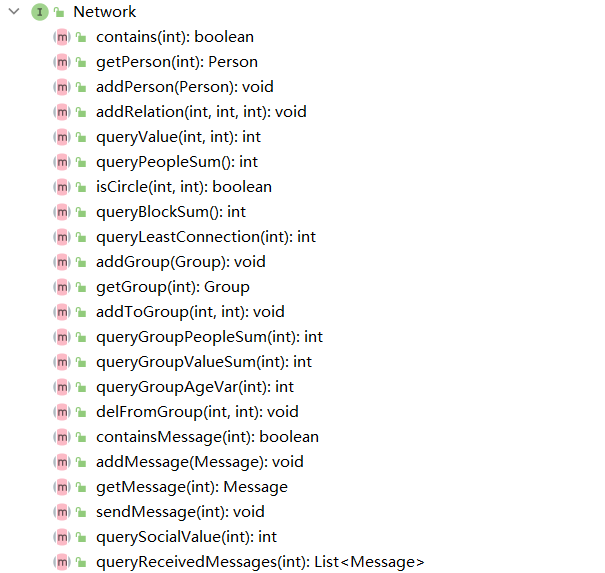 I Network
m contains(int): boolean
m getPerson(int): Person
m addPerson(Person): void
m addRelation(int, int, int): void
m queryValue(int, int): int
m queryPeopleSum(): int
m isCircle(int, int): boolean
m queryBlockSum(): int
m queryLeastConnection(int): int
m addGroup(Group): void
m getGroup(int): Group
m addToGroup(int, int): void
m queryGroupPeopleSum(int): int
m queryGroupValueSum(int): int
m queryGroupAgeVar(int): int
m delFromGroup(int, int): void
m containsMessage(int): boolean
m addMessage(Message): void
m getMessage(int): Message
m sendMessage(int): void
m querySocialValue(int): int
m queryReceivedMessages(int): List<Message>